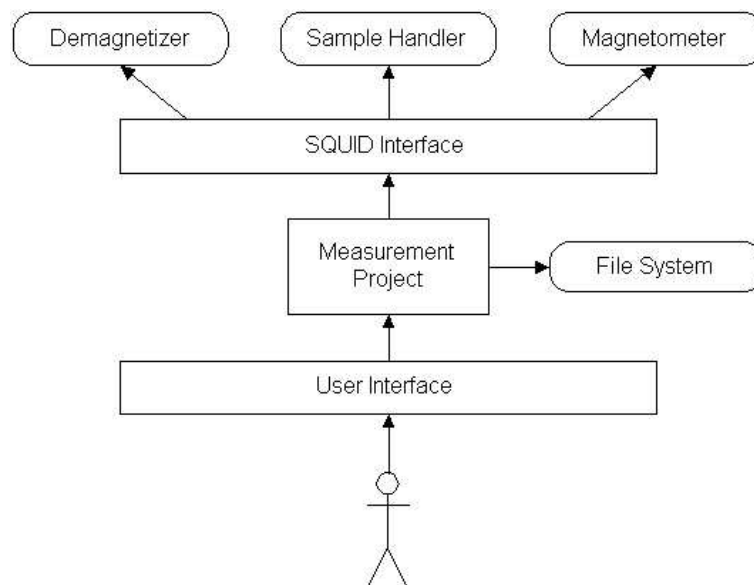 Demagnetizer
Sample Handler
Magnetometer
SQUID Interface
Measurement
Project
File System
User Interface